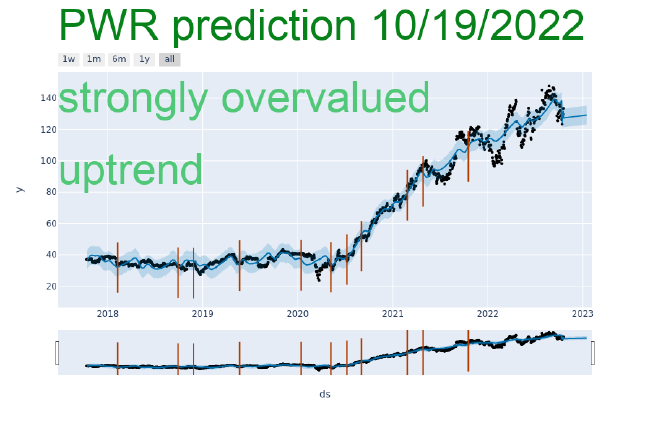 PWR prediction 10/19/2022
1w 1m 6m 1y all
strongly overvalued
uptrend
140
120
100
80
60
40
20
y
2018 2019 2020 2021 2022 2023
ds